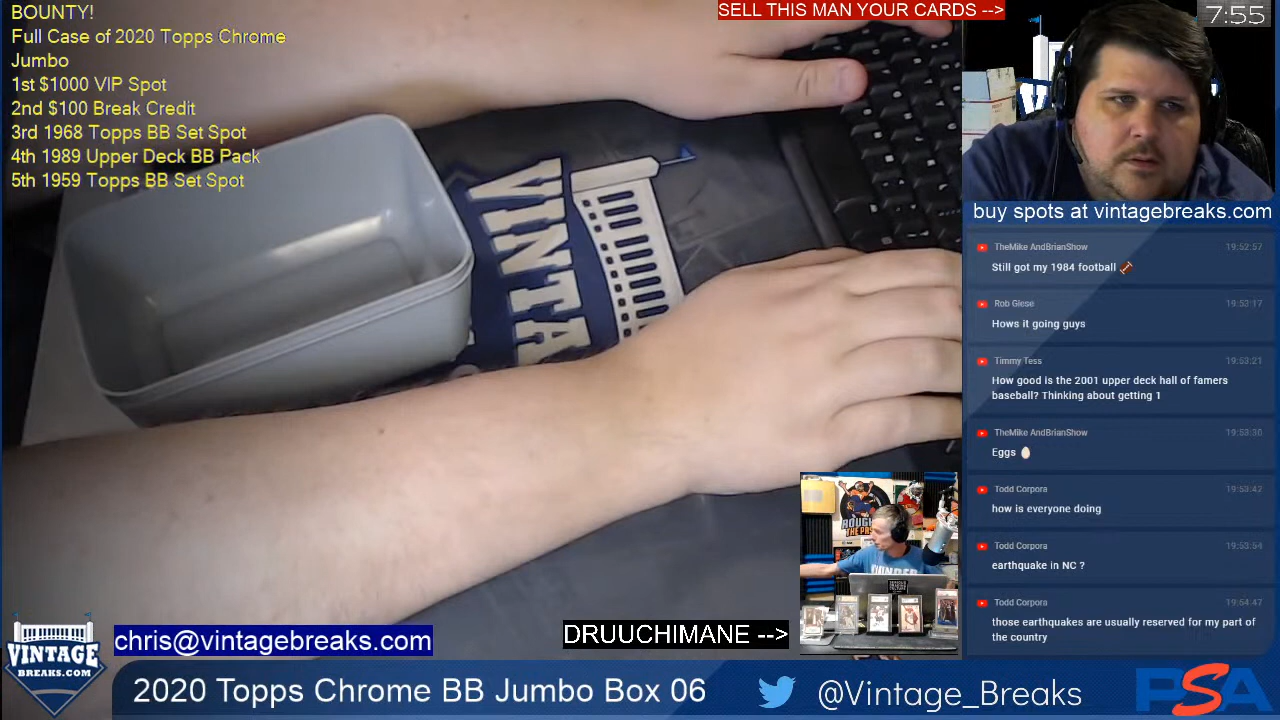 BOUNTY!
Full Case of 2020 Topps Chrome
Jumbo
1st $1000 VIP Spot
2nd $100 Break Credit
3rd 1968 Topps BB Set Spot
4th 1989 Upper Deck BB Pack
5th 1959 Topps BB Set Spot
SELL THIS MAN YOUR CARDS -->
7:55
buy spots at vintagebreaks.com
TheMike AndBrianShow 19:52:57
Still got my 1984 football 🏈
Rob Giese 19:53:17
Hows it going guys
Timmy Tess 19:53:21
How good is the 2001 upper deck hall of famers
baseball? Thinking about getting 1
TheMike AndBrianShow 19:53:30
Eggs 🥚
Todd Corpora 19:53:42
how is everyone doing
Todd Corpora 19:53:54
earthquake in NC ?
Todd Corpora 19:54:47
those earthquakes are usually reserved for my part of
the country
VINTA
ROUGH
THE PA
DRUUCHIMANE -->
chris@vintagebreaks.com
VINTAGE
BREAKS.COM
2020 Topps Chrome BB Jumbo Box 06
@Vintage_Breaks
PSA